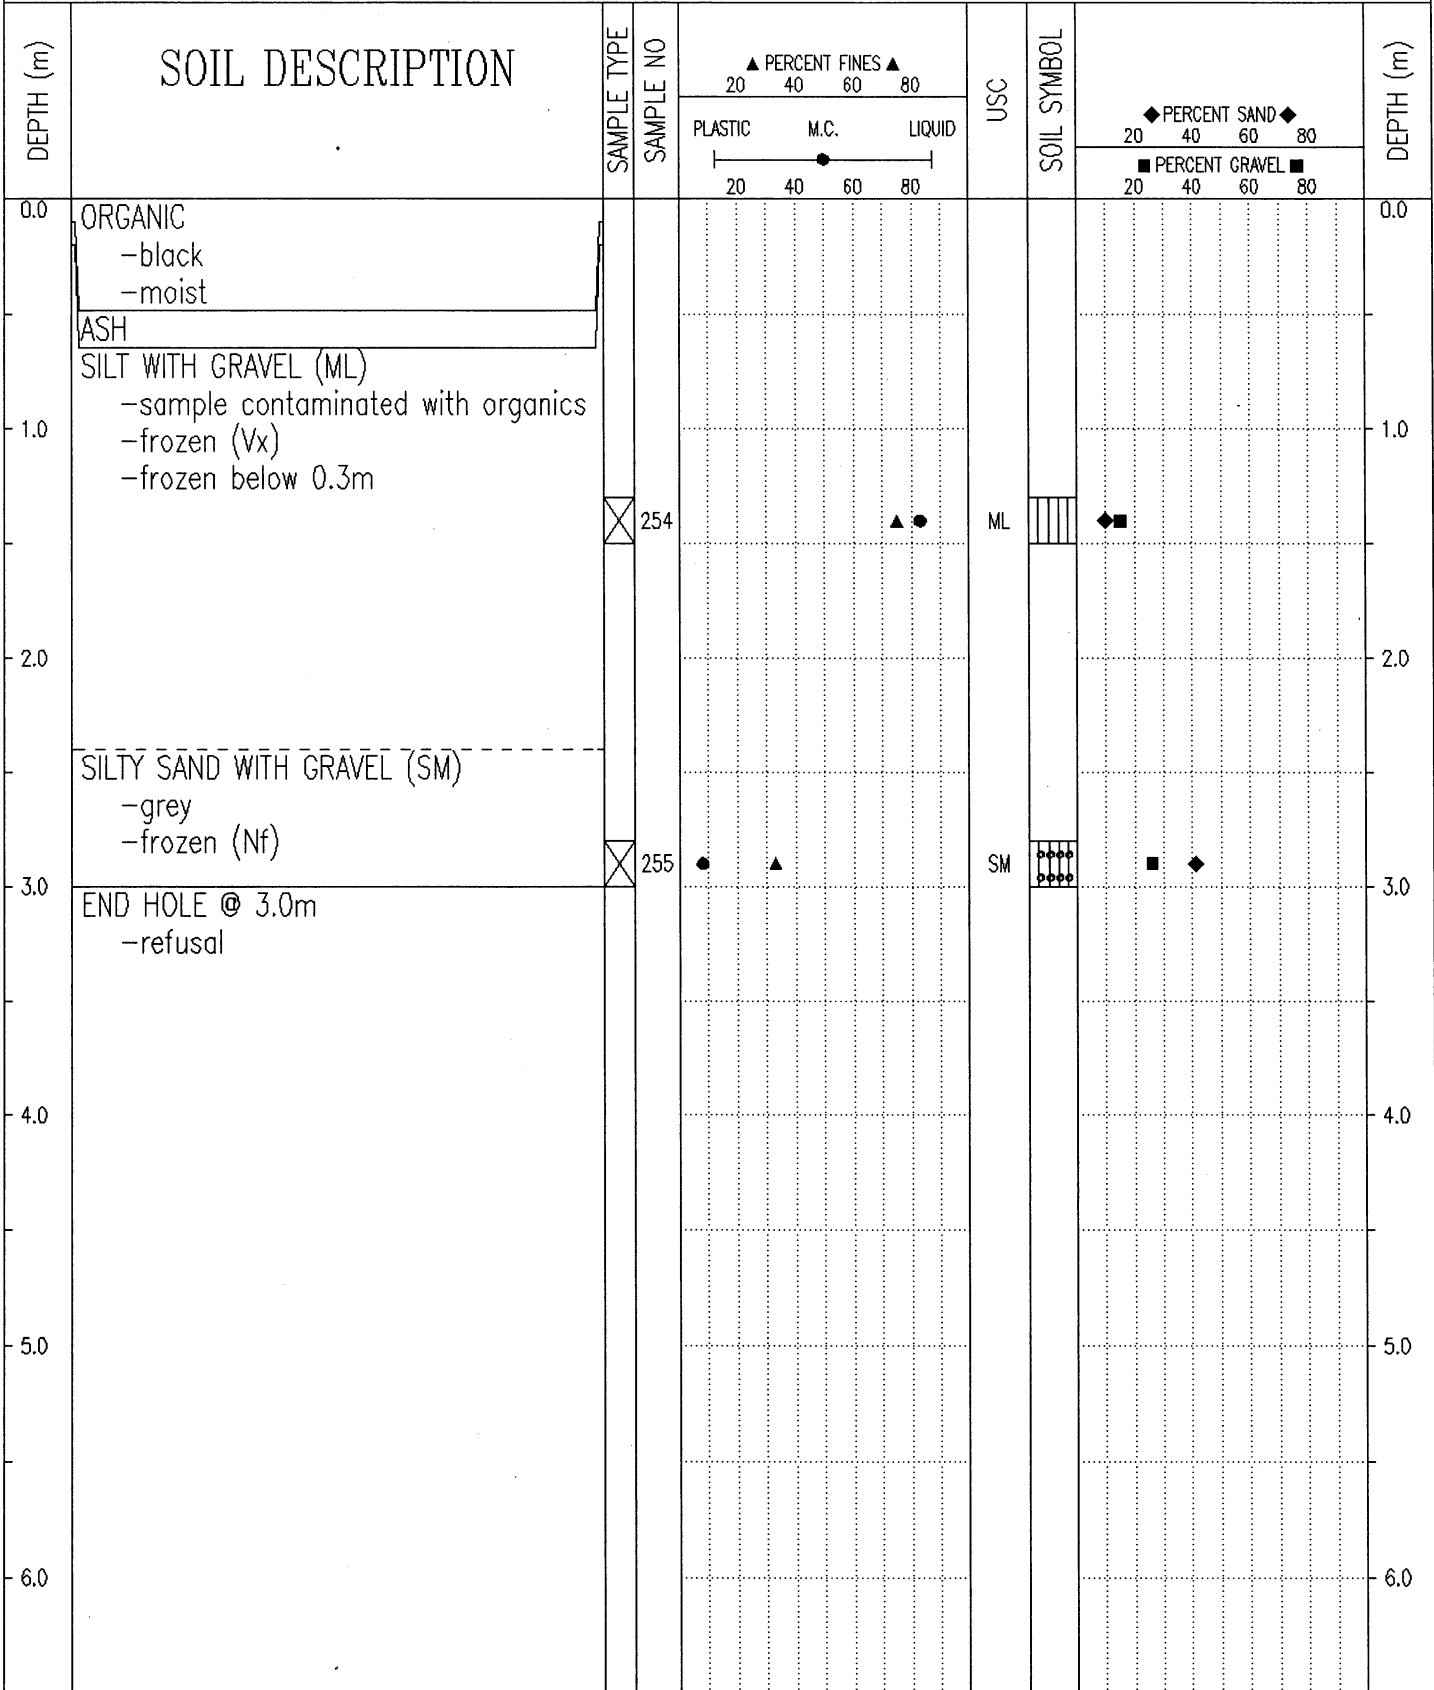 DEPTH (m)
SOIL DESCRIPTION
SAMPLE TYPE
SAMPLE NO
▲ PERCENT FINES ▲
20 40 60 80
PLASTIC M.C. LIQUID
20 40 60 80
USC
SOIL SYMBOL
◆ PERCENT SAND ◆
20 40 60 80
■ PERCENT GRAVEL ■
20 40 60 80
DEPTH (m)
0.0 ORGANIC 0.0
-black
-moist
ASH
SILT WITH GRAVEL (ML)
-sample contaminated with organics
1.0 1.0
-frozen (Vx)
-frozen below 0.3m
254 ML
2.0 2.0
SILTY SAND WITH GRAVEL (SM)
-grey
-frozen (Nf)
255 SM
3.0 3.0
END HOLE @ 3.0m
-refusal
4.0 4.0
5.0 5.0
6.0 6.0